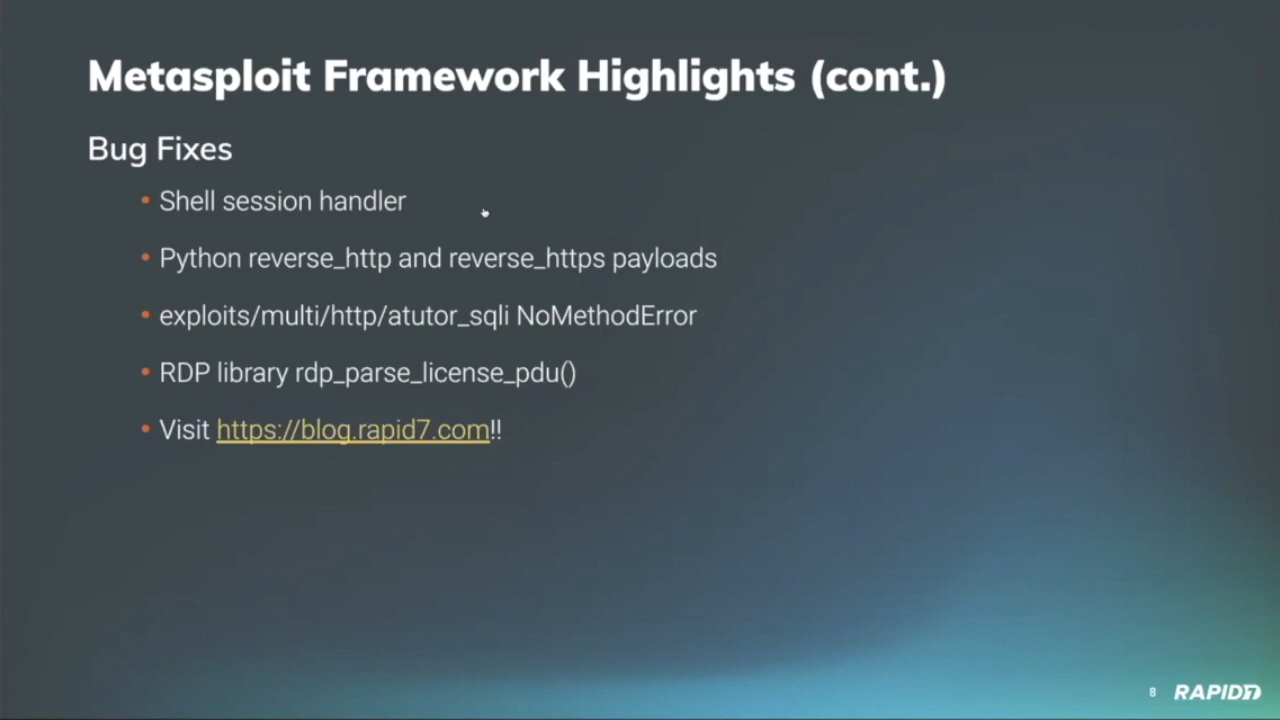 Metasploit Framework Highlights (cont.)
Bug Fixes
• Shell session handler
• Python reverse_http and reverse_https payloads
• exploits/multi/http/atutor_sqli NoMethodError
• RDP library rdp_parse_license_pdu()
• Visit https://blog.rapid7.com!!
8 RAPID7